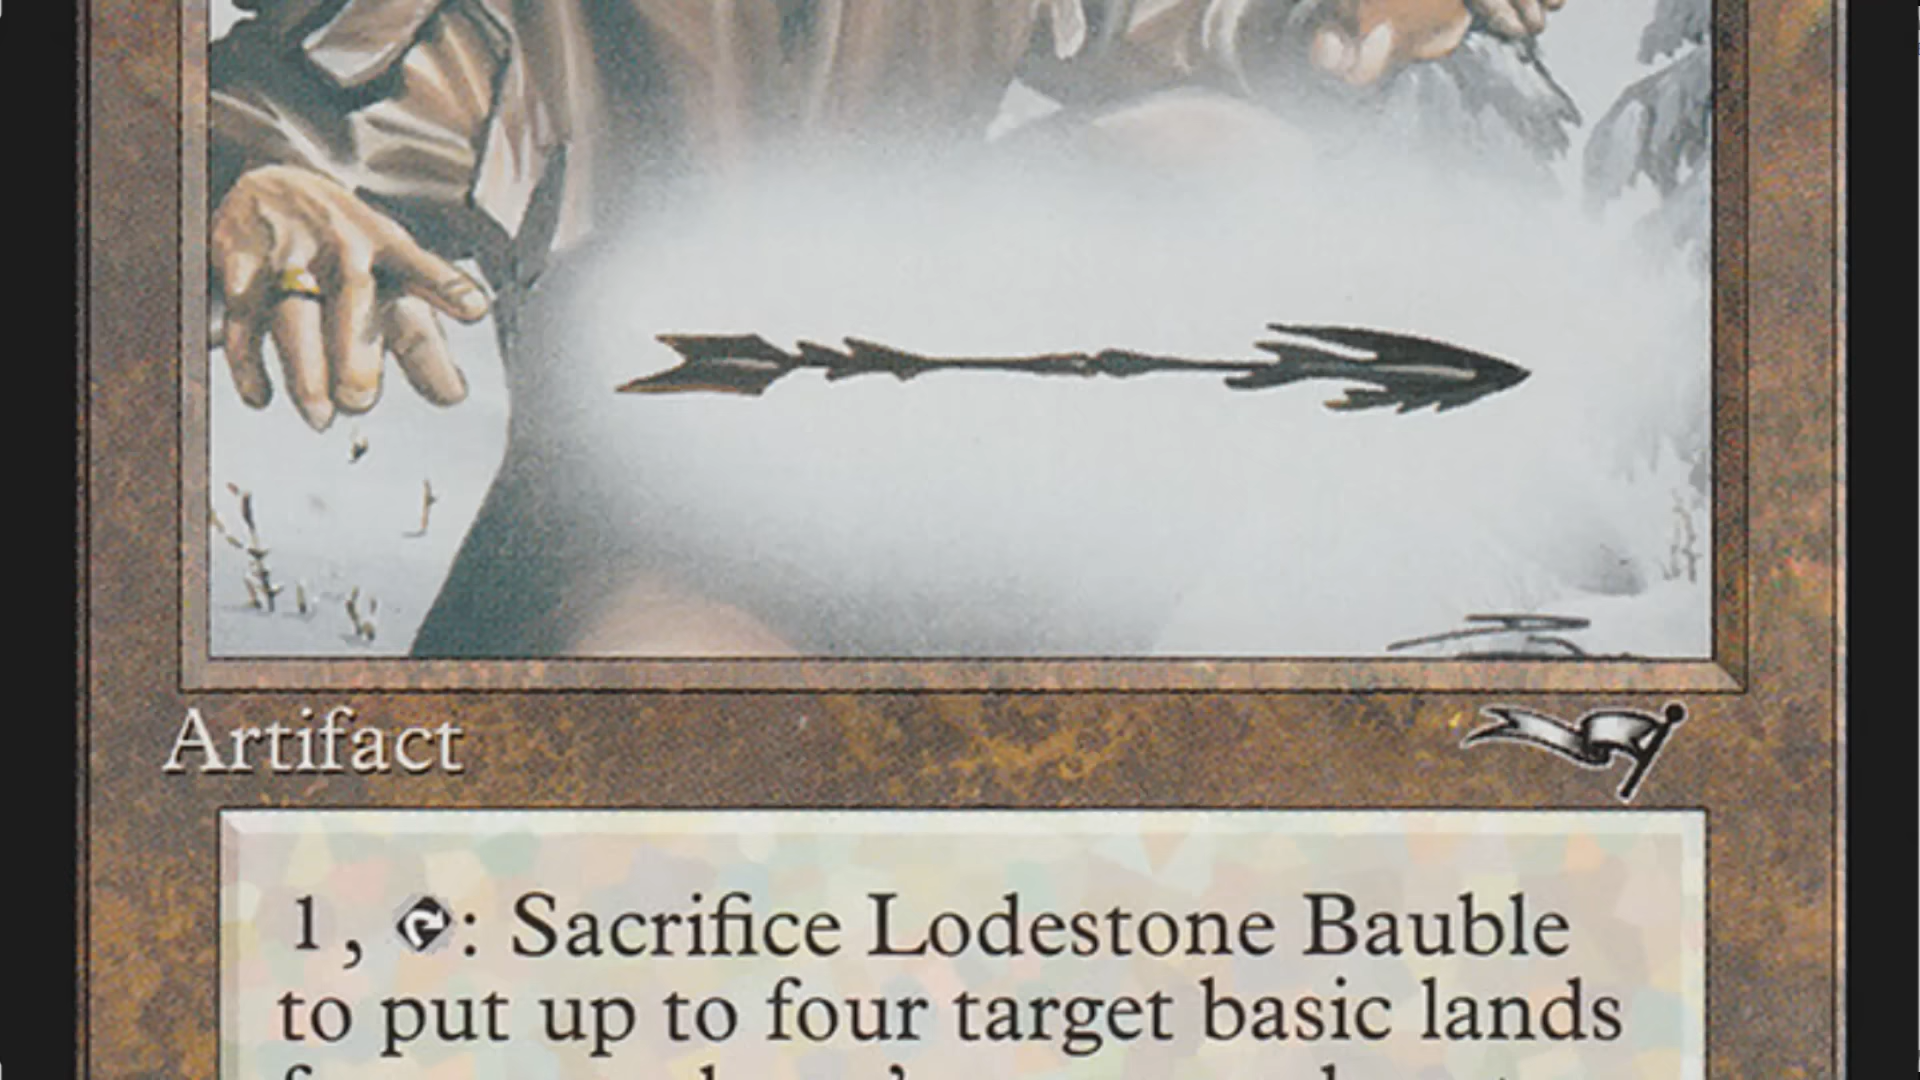 Artifact
1, : Sacrifice Lodestone Bauble
to put up to four target basic lands